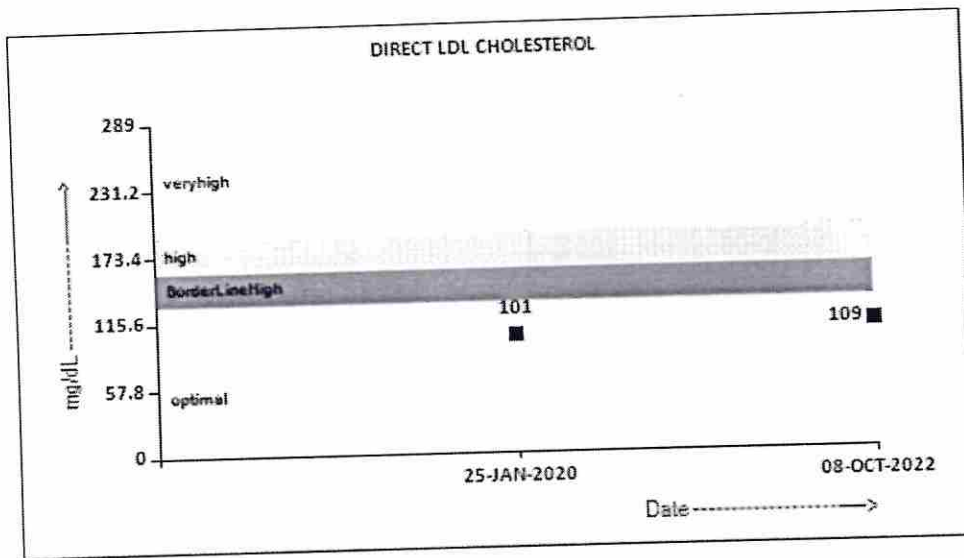 DIRECT LDL CHOLESTEROL
289
231.2
veryhigh
173.4
high
BorderLineHigh
115.6
101
109
57.8
optimal
0
mg/dL
25-JAN-2020
08-OCT-2022
Date